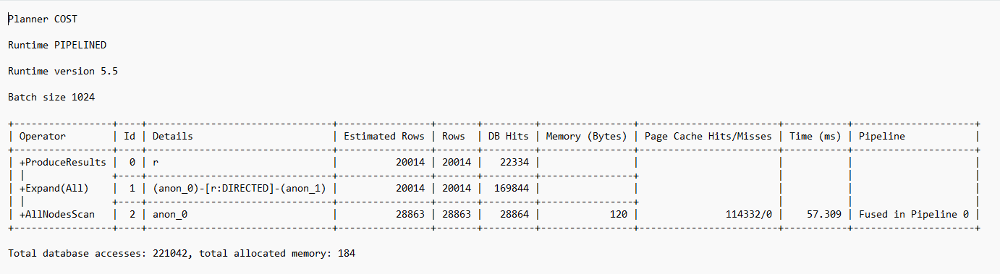 Planner COST
Runtime PIPELINED
Runtime version 5.5
Batch size 1024
+-----------------+----+--------------------------------+----------------+-------+---------+----------------+------------------------+-----------+---------------------+
| Operator        | Id | Details                        | Estimated Rows | Rows  | DB Hits | Memory (Bytes) | Page Cache Hits/Misses | Time (ms) | Pipeline            |
+-----------------+----+--------------------------------+----------------+-------+---------+----------------+------------------------+-----------+---------------------+
| +ProduceResults |  0 | r                              |          20014 | 20014 |   22334 |                |                        |           |                     |
| |               +----+--------------------------------+----------------+-------+---------+----------------+                        |           |                     |
| +Expand(All)    |  1 | (anon_0)-[r:DIRECTED]-(anon_1) |          20014 | 20014 |  169844 |                |                        |           |                     |
| |               +----+--------------------------------+----------------+-------+---------+----------------+                        |           |                     |
| +AllNodesScan   |  2 | anon_0                         |          28863 | 28863 |   28864 |            120 |               114332/0 |    57.309 | Fused in Pipeline 0 |
+-----------------+----+--------------------------------+----------------+-------+---------+----------------+------------------------+-----------+---------------------+
Total database accesses: 221042, total allocated memory: 184